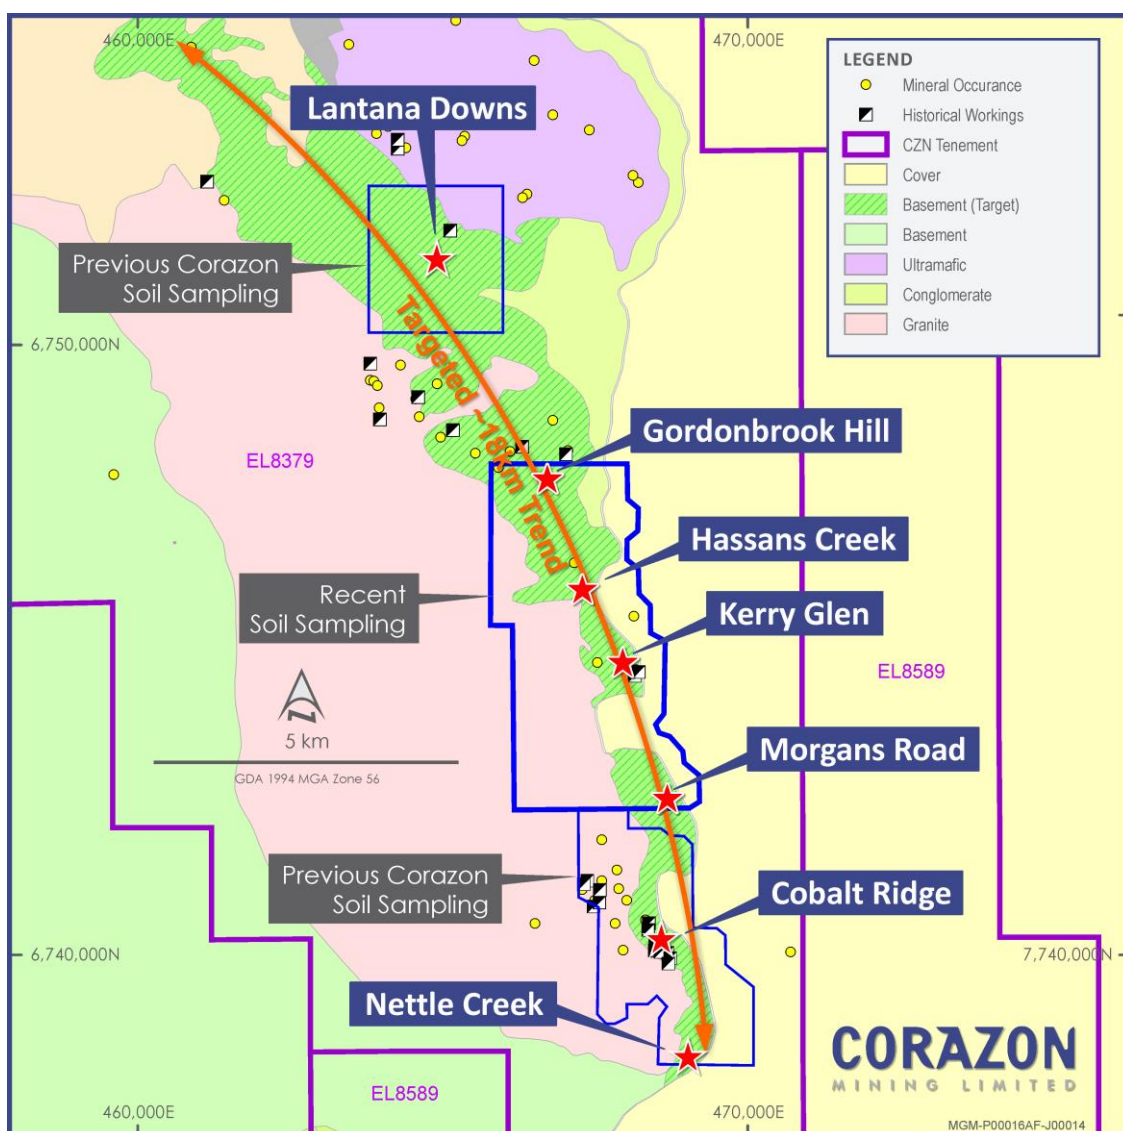 460,000E
470,000E
LEGEND
Mineral Occurance
Historical Workings
CZN Tenement
Cover
Basement (Target)
Basement
Ultramafic
Conglomerate
Granite
Lantana Downs
Previous Corazon
Soil Sampling
6,750,000N
Targeted ~18km Trend
Gordonbrook Hill
EL8379
Hassans Creek
Recent
Soil Sampling
Kerry Glen
EL8589
N
5 km
GDA 1994 MGA Zone 56
Morgans Road
Previous Corazon
Soil Sampling
Cobalt Ridge
6,740,000N
7,740,000N
Nettle Creek
CORAZON
MINING LIMITED
EL8589
460,000E
470,000E
MGM-P00016AF-J00014